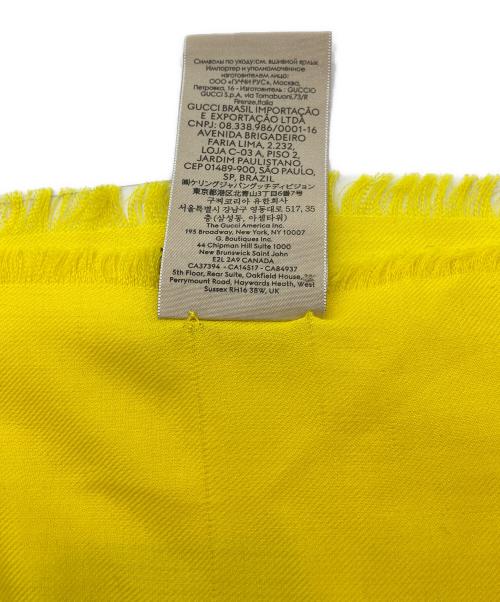 Символы по уходу:см. вшивной ярлык
Импортер и уполномоченное
изготовителем лицо:
ООО «ГУЧЧИ РУС», Москва,
Петровка, 16 - Изготовитель: GUCCIO
GUCCI S.p.A, via Tornabuoni,73/R
Firenze,Italia
GUCCI BRASIL IMPORTAÇÃO
E EXPORTAÇÃO LTDA
CNPJ: 08.338.986/0001-16
AVENIDA BRIGADEIRO
FARIA LIMA, 2.232,
LOJA C-03 A, PISO 2,
JARDIM PAULISTANO,
CEP 01489-900, SÃO PAULO,
SP, BRAZIL
㈱ケリングジャパングッチディビジョン
東京都港区北青山3丁目6番
구찌코리아 유한회사
서울특별시 강남구 영동대로 517, 35
층 (삼성동, 아셈타워)
The Gucci America Inc.
195 Broadway, New York, NY 10007
G. Boutiques Inc.
44 Chipman Hill Suite 1000
New Brunswick Saint John
E2L 2A9 CANADA
CA37394 - CA14517 - CA84937
5th Floor, Rear Suite, Oakfield House,
Perrymount Road, Haywards Heath, West
Sussex RH16 3BW, UK